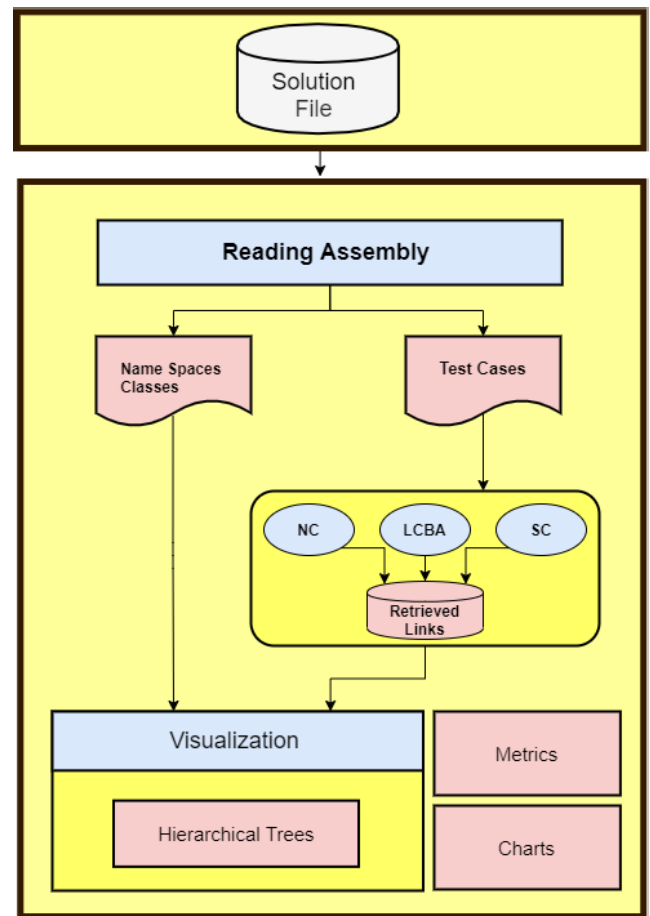 Solution
File
Reading Assembly
Name Spaces
Classes
Test Cases
NC
LCBA
SC
Retrieved
Links
Visualization
Hierarchical Trees
Metrics
Charts